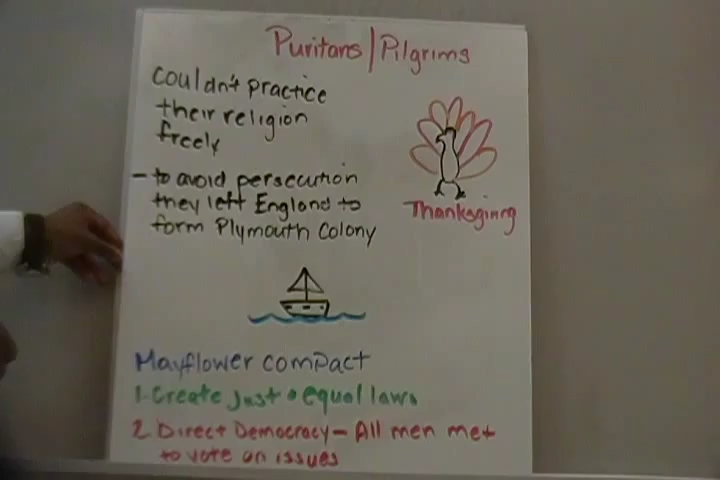 Puritans/Pilgrims
couldn't practice
their religion
freely
- to avoid persecution
they left England to
form Plymouth Colony
Thanksgiving
Mayflower compact
1. Create just & equal laws
2. Direct Democracy - All men met
to vote on issues